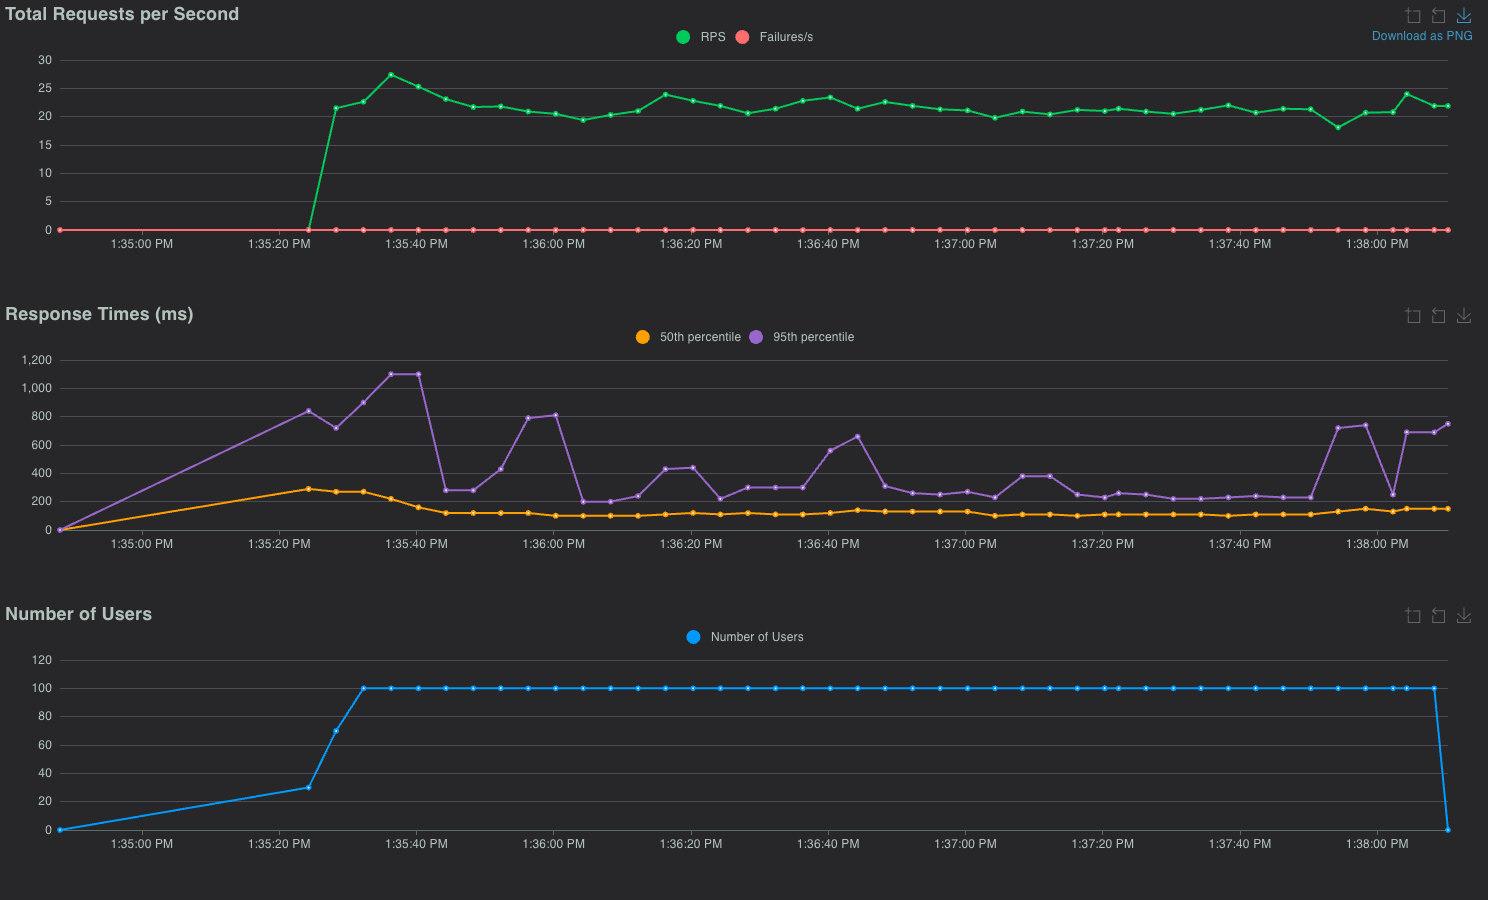 Total Requests per Second
Download as PNG
RPS Failures/s
30
25
20
15
10
5
0
1:35:00 PM 1:35:20 PM 1:35:40 PM 1:36:00 PM 1:36:20 PM 1:36:40 PM 1:37:00 PM 1:37:20 PM 1:37:40 PM 1:38:00 PM
Response Times (ms)
50th percentile 95th percentile
1,200
1,000
800
600
400
200
0
1:35:00 PM 1:35:20 PM 1:35:40 PM 1:36:00 PM 1:36:20 PM 1:36:40 PM 1:37:00 PM 1:37:20 PM 1:37:40 PM 1:38:00 PM
Number of Users
Number of Users
120
100
80
60
40
20
0
1:35:00 PM 1:35:20 PM 1:35:40 PM 1:36:00 PM 1:36:20 PM 1:36:40 PM 1:37:00 PM 1:37:20 PM 1:37:40 PM 1:38:00 PM